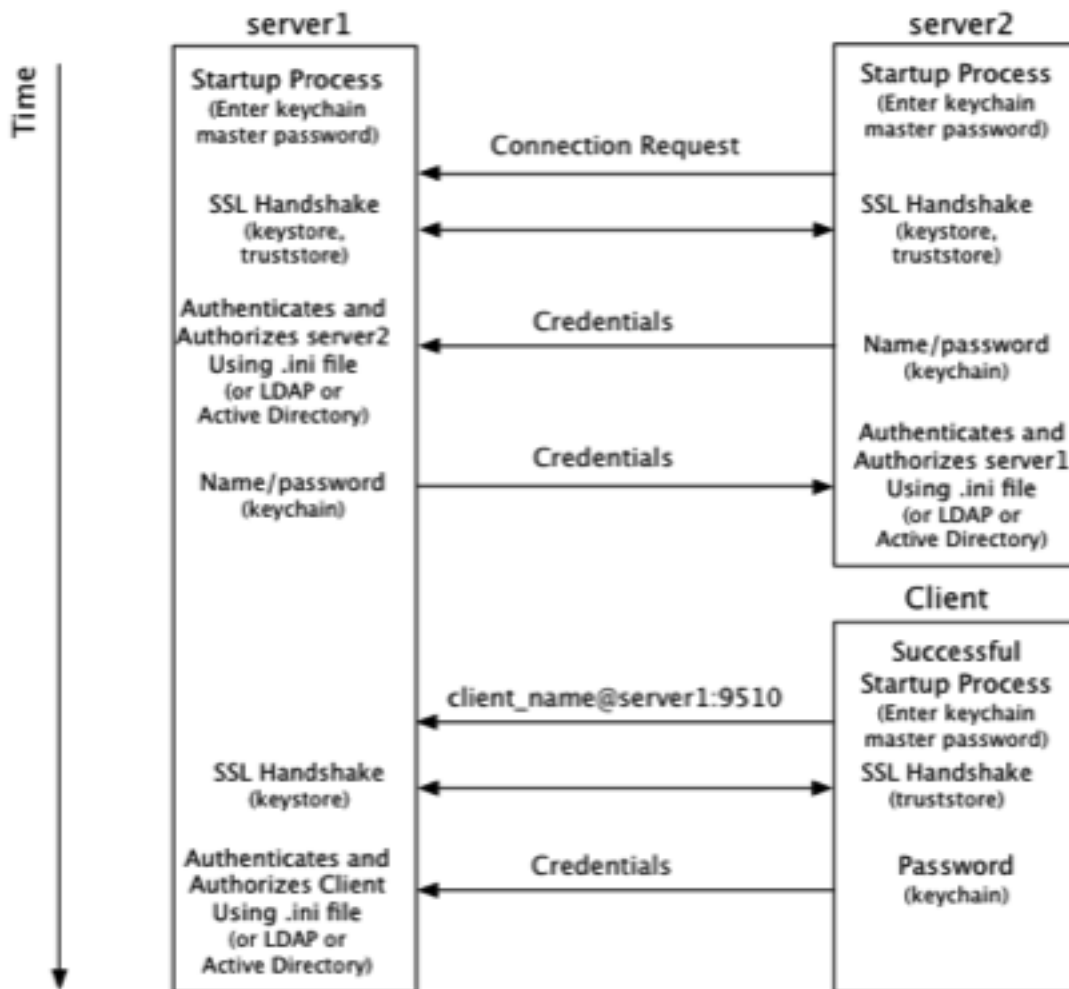 server1
server2
Time
Startup Process
(Enter keychain
master password)
Startup Process
(Enter keychain
master password)
Connection Request
SSL Handshake
(keystore,
truststore)
SSL Handshake
(keystore,
truststore)
Authenticates and
Authorizes server2
Using .ini file
(or LDAP or
Active Directory)
Credentials
Name/password
(keychain)
Name/password
(keychain)
Credentials
Authenticates and
Authorizes server1
Using .ini file
(or LDAP or
Active Directory)
Client
Successful
Startup Process
(Enter keychain
master password)
client_name@server1:9510
SSL Handshake
(keystore)
SSL Handshake
(truststore)
Authenticates and
Authorizes Client
Using .ini file
(or LDAP or
Active Directory)
Credentials
Password
(keychain)